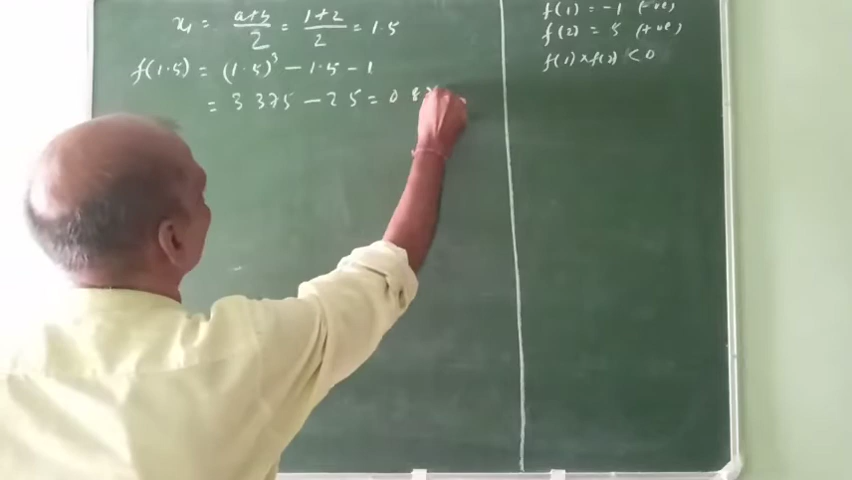 x₁ = (a+b)/2 = (1+2)/2 = 1.5
f(1.5) = (1.5)³ − 1.5 − 1
= 3 375 − 2 5 = 0 8
f(1) = −1 (−ve)
f(2) = 5 (+ve)
f(1) × f(2) < 0